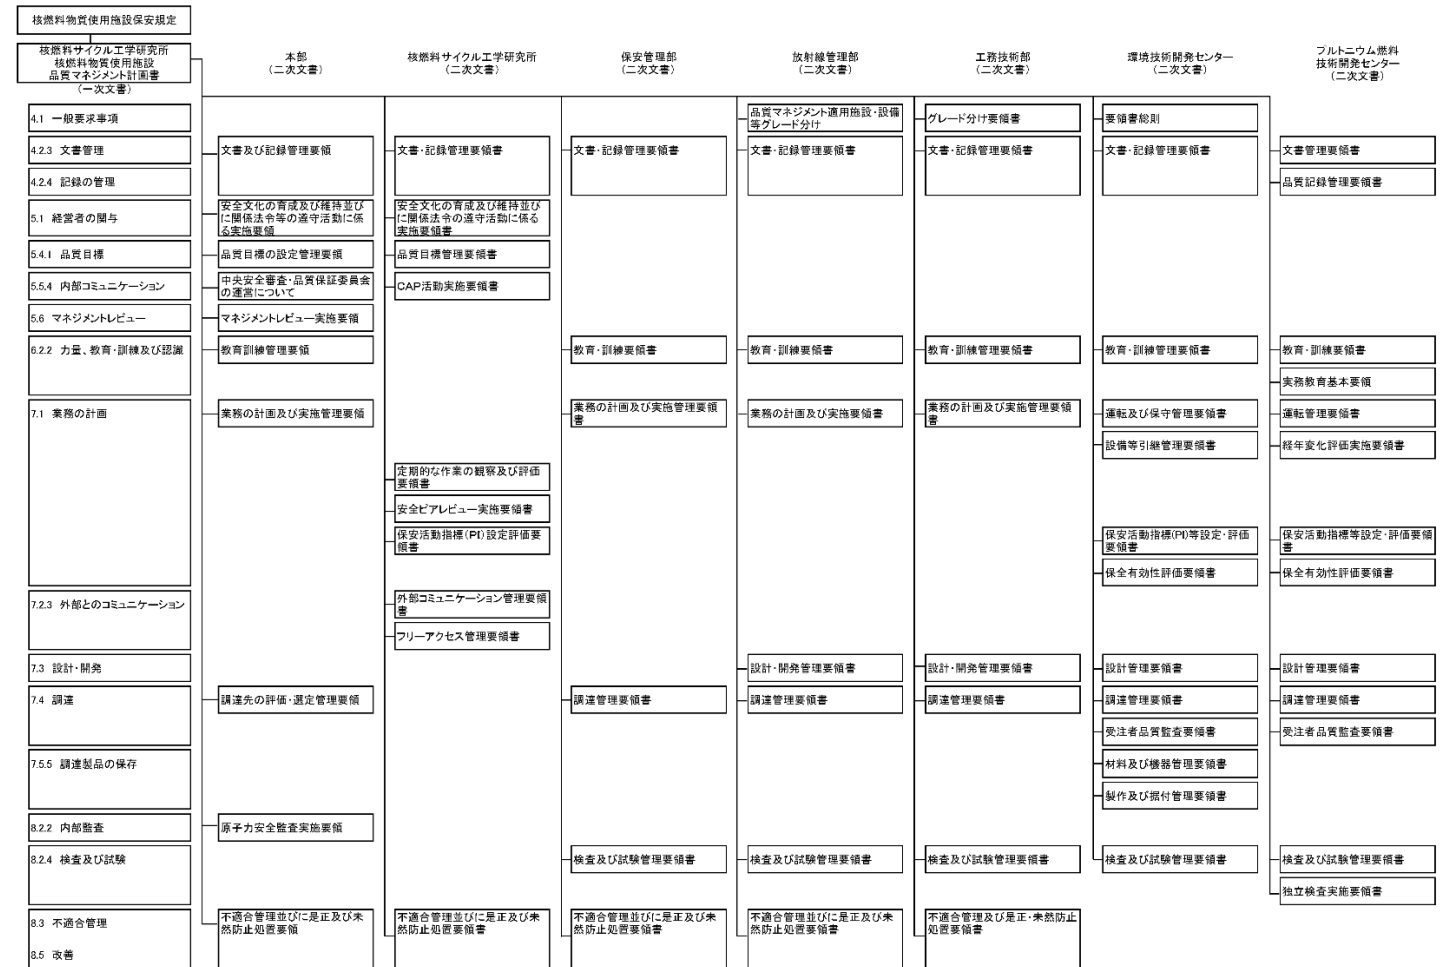 核燃料物質使用施設保安規定
核燃料サイクル工学研究所
核燃料物質使用施設
品質マネジメント計画書
(一次文書)
本部
(二次文書)
核燃料サイクル工学研究所
(二次文書)
保安管理部
(二次文書)
放射線管理部
(二次文書)
工務技術部
(二次文書)
環境技術開発センター
(二次文書)
プルトニウム燃料
技術開発センター
(二次文書)
4.1 一般要求事項
品質マネジメント適用施設・設備
等グレード分け
グレード分け要領書
要領書総則
4.2.3 文書管理
文書及び記録管理要領
文書・記録管理要領書
文書・記録管理要領書
文書・記録管理要領書
文書・記録管理要領書
文書・記録管理要領書
文書管理要領書
4.2.4 記録の管理
品質記録管理要領書
5.1 経営者の関与
安全文化の育成及び維持並び
に関係法令等の遵守活動に係
る実施要領
安全文化の育成及び維持並び
に関係法令の遵守活動に係る
実施要領書
5.4.1 品質目標
品質目標の設定管理要領
品質目標管理要領書
5.5.4 内部コミュニケーション
中央安全審査・品質保証委員会
の運営について
CAP活動実施要領書
5.6 マネジメントレビュー
マネジメントレビュー実施要領
6.2.2 力量、教育・訓練及び認識
教育訓練管理要領
教育・訓練要領書
教育・訓練要領書
教育・訓練管理要領書
教育・訓練管理要領書
教育・訓練要領書
実務教育基本要領
7.1 業務の計画
業務の計画及び実施管理要領
業務の計画及び実施管理要領
書
業務の計画及び実施要領書
業務の計画及び実施管理要領
書
運転及び保守管理要領書
運転管理要領書
設備等引継管理要領書
経年変化評価実施要領書
定期的な作業の観察及び評価
要領書
安全ピアレビュー実施要領書
保安活動指標(PI)設定評価要
領書
保安活動指標(PI)等設定・評価
要領書
保安活動指標等設定・評価要領
書
保全有効性評価要領書
保全有効性評価要領書
7.2.3 外部とのコミュニケーション
外部コミュニケーション管理要領
書
フリーアクセス管理要領書
7.3 設計・開発
設計・開発管理要領書
設計・開発管理要領書
設計管理要領書
設計管理要領書
7.4 調達
調達先の評価・選定管理要領
調達管理要領書
調達管理要領書
調達管理要領書
調達管理要領書
調達管理要領書
受注者品質監査要領書
受注者品質監査要領書
7.5.5 調達製品の保存
材料及び機器管理要領書
製作及び据付管理要領書
8.2.2 内部監査
原子力安全監査実施要領
8.2.4 検査及び試験
検査及び試験管理要領書
検査及び試験管理要領書
検査及び試験管理要領書
検査及び試験管理要領書
検査及び試験管理要領書
独立検査実施要領書
8.3 不適合管理
不適合管理並びに是正及び未
然防止処置要領
不適合管理並びに是正及び未
然防止処置要領書
不適合管理並びに是正及び未
然防止処置要領書
不適合管理並びに是正及び未
然防止処置要領書
不適合管理及び是正・未然防止
処置要領書
8.5 改善